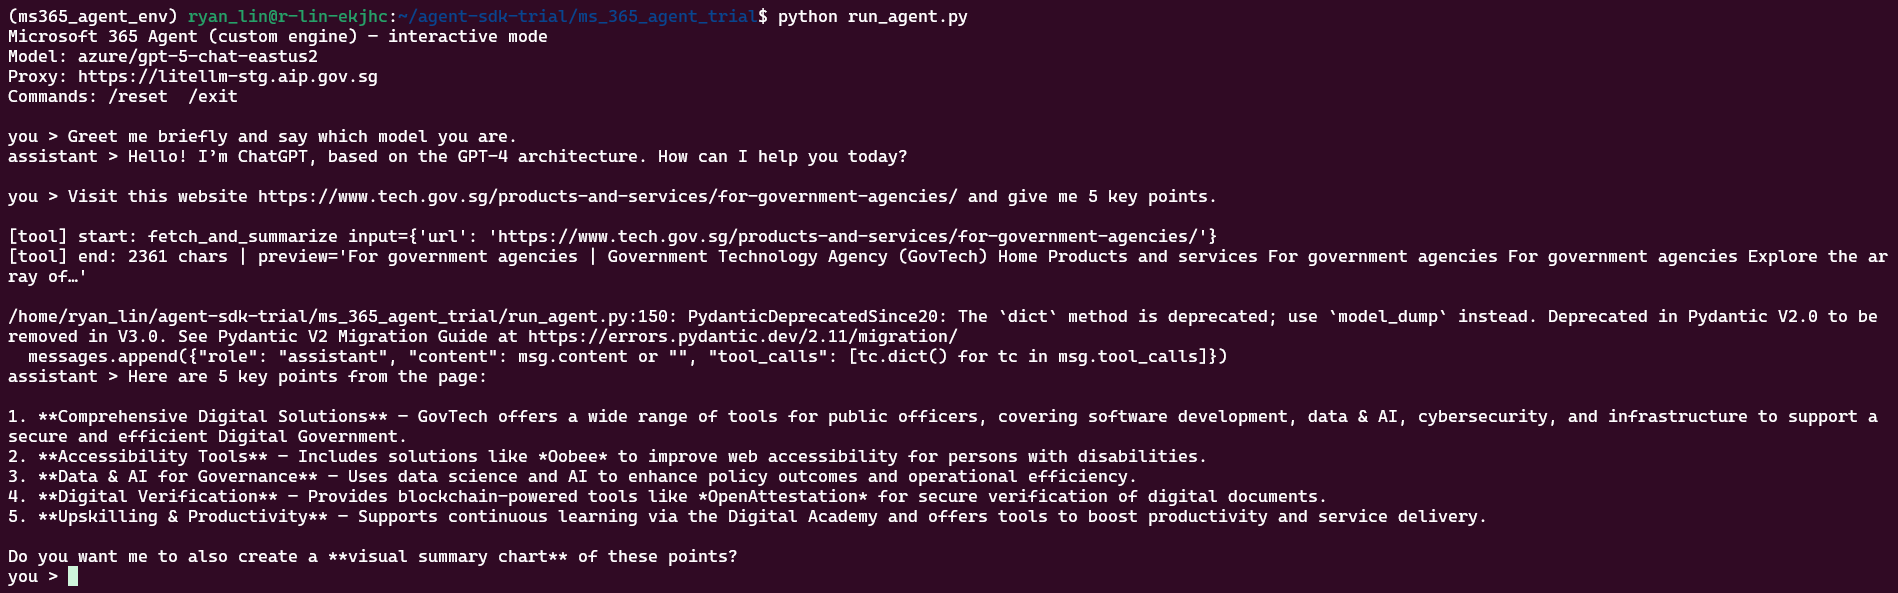 (ms365_agent_env) ryan_lin@r-lin-ekjhc:~/agent-sdk-trial/ms_365_agent_trial$ python run_agent.py
Microsoft 365 Agent (custom engine) — interactive mode
Model: azure/gpt-5-chat-eastus2
Proxy: https://litellm-stg.aip.gov.sg
Commands: /reset  /exit

you > Greet me briefly and say which model you are.
assistant > Hello! I’m ChatGPT, based on the GPT-4 architecture. How can I help you today?

you > Visit this website https://www.tech.gov.sg/products-and-services/for-government-agencies/ and give me 5 key points.

[tool] start: fetch_and_summarize input={'url': 'https://www.tech.gov.sg/products-and-services/for-government-agencies/'}
[tool] end: 2361 chars | preview='For government agencies | Government Technology Agency (GovTech) Home Products and services For government agencies For government agencies Explore the ar
ray of…'

/home/ryan_lin/agent-sdk-trial/ms_365_agent_trial/run_agent.py:150: PydanticDeprecatedSince20: The `dict` method is deprecated; use `model_dump` instead. Deprecated in Pydantic V2.0 to be
removed in V3.0. See Pydantic V2 Migration Guide at https://errors.pydantic.dev/2.11/migration/
  messages.append({"role": "assistant", "content": msg.content or "", "tool_calls": [tc.dict() for tc in msg.tool_calls]})
assistant > Here are 5 key points from the page:

1. **Comprehensive Digital Solutions** — GovTech offers a wide range of tools for public officers, covering software development, data & AI, cybersecurity, and infrastructure to support a
secure and efficient Digital Government.
2. **Accessibility Tools** — Includes solutions like *Oobee* to improve web accessibility for persons with disabilities.
3. **Data & AI for Governance** — Uses data science and AI to enhance policy outcomes and operational efficiency.
4. **Digital Verification** — Provides blockchain-powered tools like *OpenAttestation* for secure verification of digital documents.
5. **Upskilling & Productivity** — Supports continuous learning via the Digital Academy and offers tools to boost productivity and service delivery.

Do you want me to also create a **visual summary chart** of these points?
you >